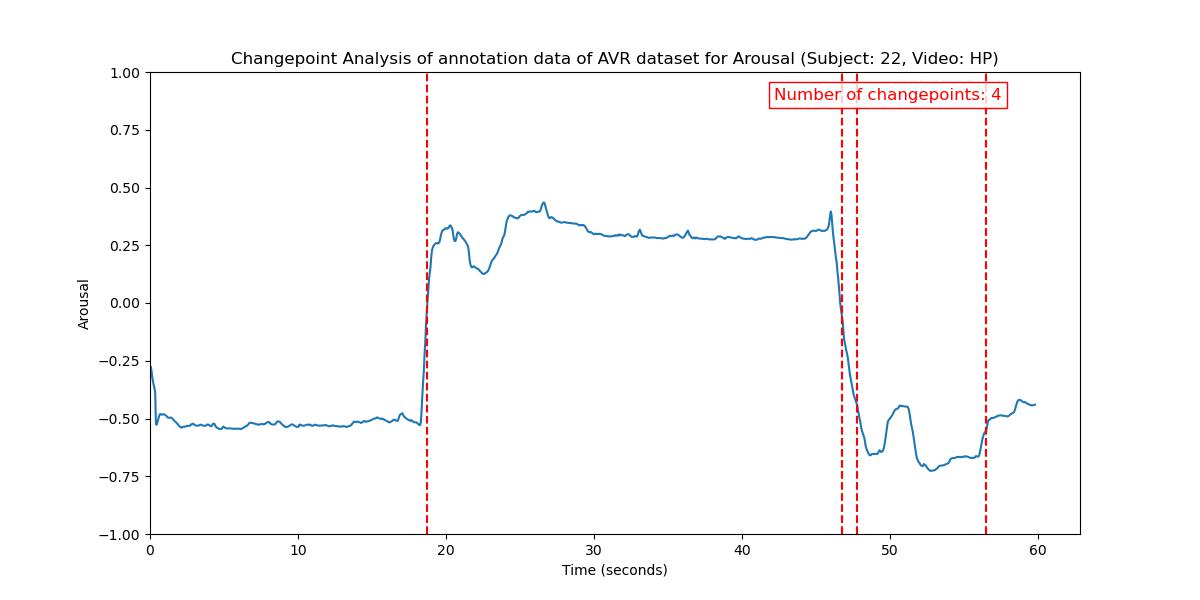 Changepoint Analysis of annotation data of AVR dataset for Arousal (Subject: 22, Video: HP)
Number of changepoints: 4
Arousal
1.00
0.75
0.50
0.25
0.00
−0.25
−0.50
−0.75
−1.00
0 10 20 30 40 50 60
Time (seconds)